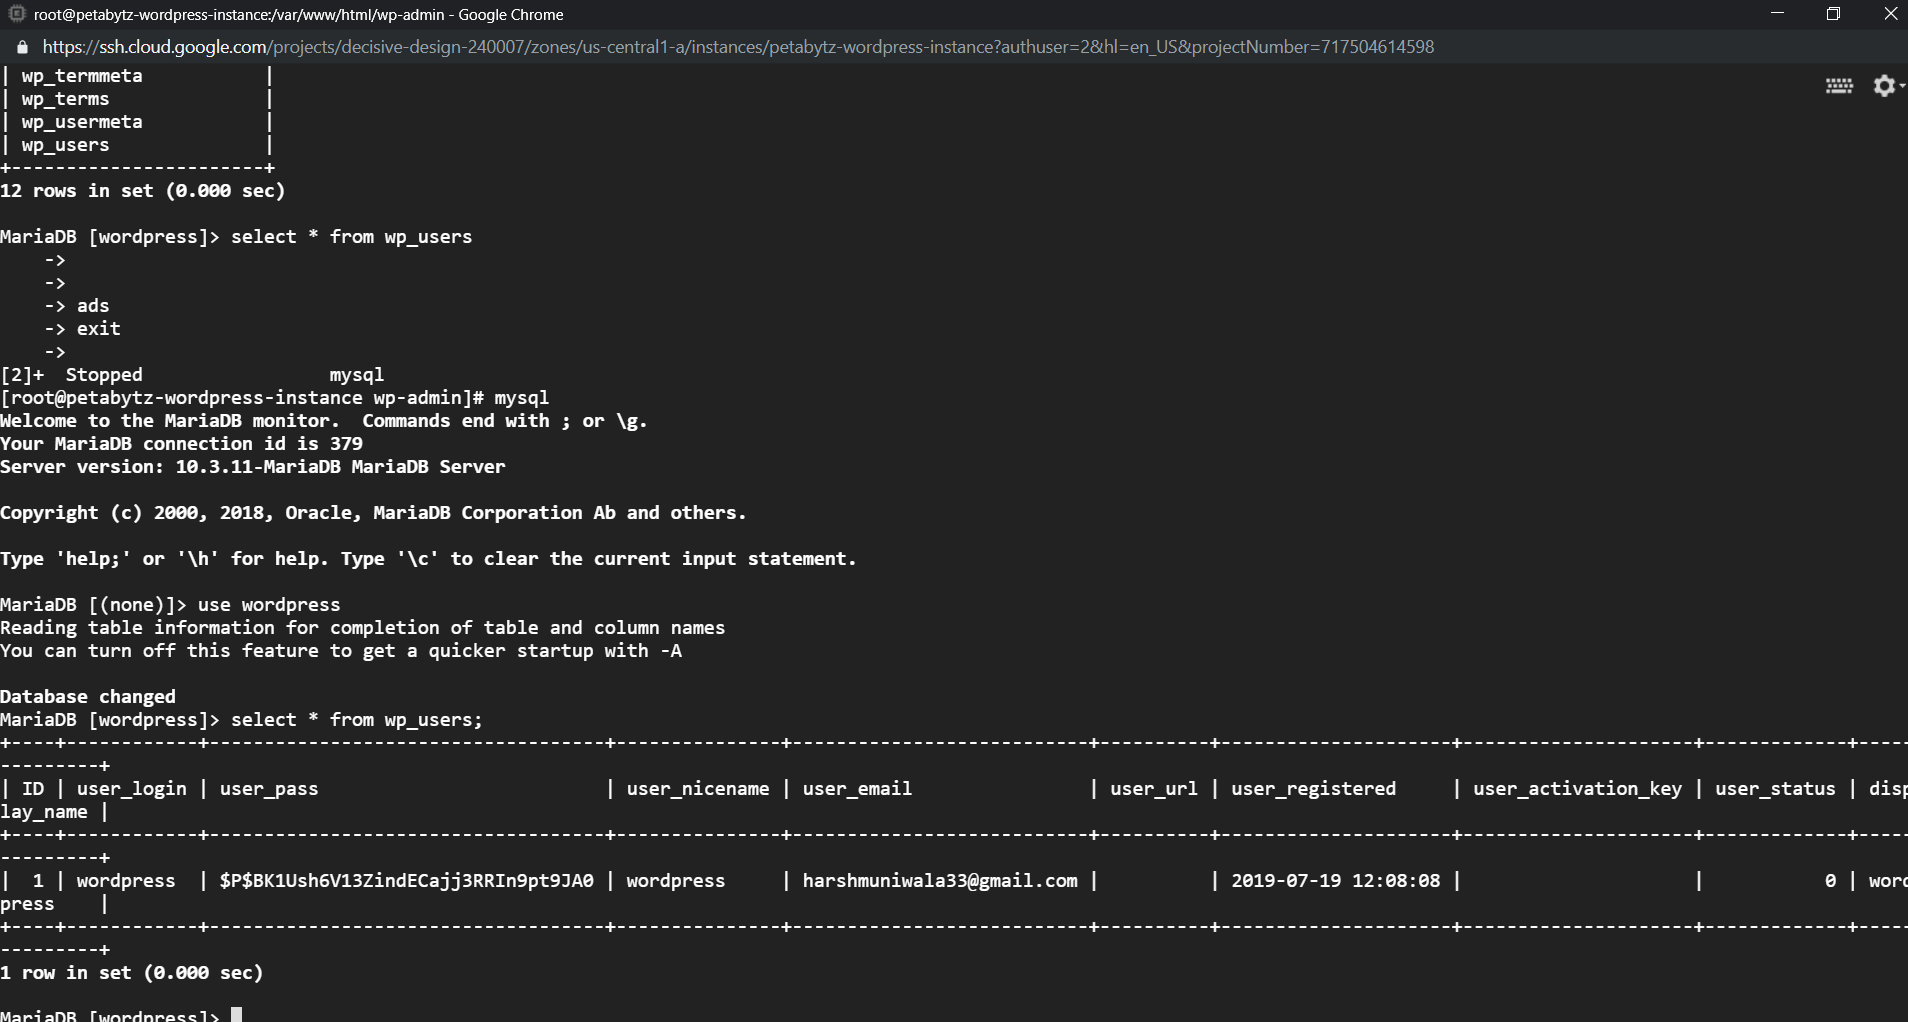 root@petabytz-wordpress-instance:/var/www/html/wp-admin - Google Chrome
https://ssh.cloud.google.com/projects/decisive-design-240007/zones/us-central1-a/instances/petabytz-wordpress-instance?authuser=2&hl=en_US&projectNumber=717504614598
| wp_termmeta           |
| wp_terms              |
| wp_usermeta           |
| wp_users              |
+-----------------------+
12 rows in set (0.000 sec)
MariaDB [wordpress]> select * from wp_users
    ->
    ->
    -> ads
    -> exit
    ->
[2]+  Stopped                 mysql
[root@petabytz-wordpress-instance wp-admin]# mysql
Welcome to the MariaDB monitor.  Commands end with ; or \g.
Your MariaDB connection id is 379
Server version: 10.3.11-MariaDB MariaDB Server
Copyright (c) 2000, 2018, Oracle, MariaDB Corporation Ab and others.
Type 'help;' or '\h' for help. Type '\c' to clear the current input statement.
MariaDB [(none)]> use wordpress
Reading table information for completion of table and column names
You can turn off this feature to get a quicker startup with -A
Database changed
MariaDB [wordpress]> select * from wp_users;
+----+------------+------------------------------------+---------------+---------------------------+----------+---------------------+---------------------+-------------+-----
---------+
| ID | user_login | user_pass                          | user_nicename | user_email                | user_url | user_registered     | user_activation_key | user_status | disp
lay_name |
+----+------------+------------------------------------+---------------+---------------------------+----------+---------------------+---------------------+-------------+-----
---------+
|  1 | wordpress  | $P$BK1Ush6V13ZindECajj3RRIn9pt9JA0 | wordpress     | harshmuniwala33@gmail.com |          | 2019-07-19 12:08:08 |                     |           0 | word
press    |
+----+------------+------------------------------------+---------------+---------------------------+----------+---------------------+---------------------+-------------+-----
---------+
1 row in set (0.000 sec)
MariaDB [wordpress]>